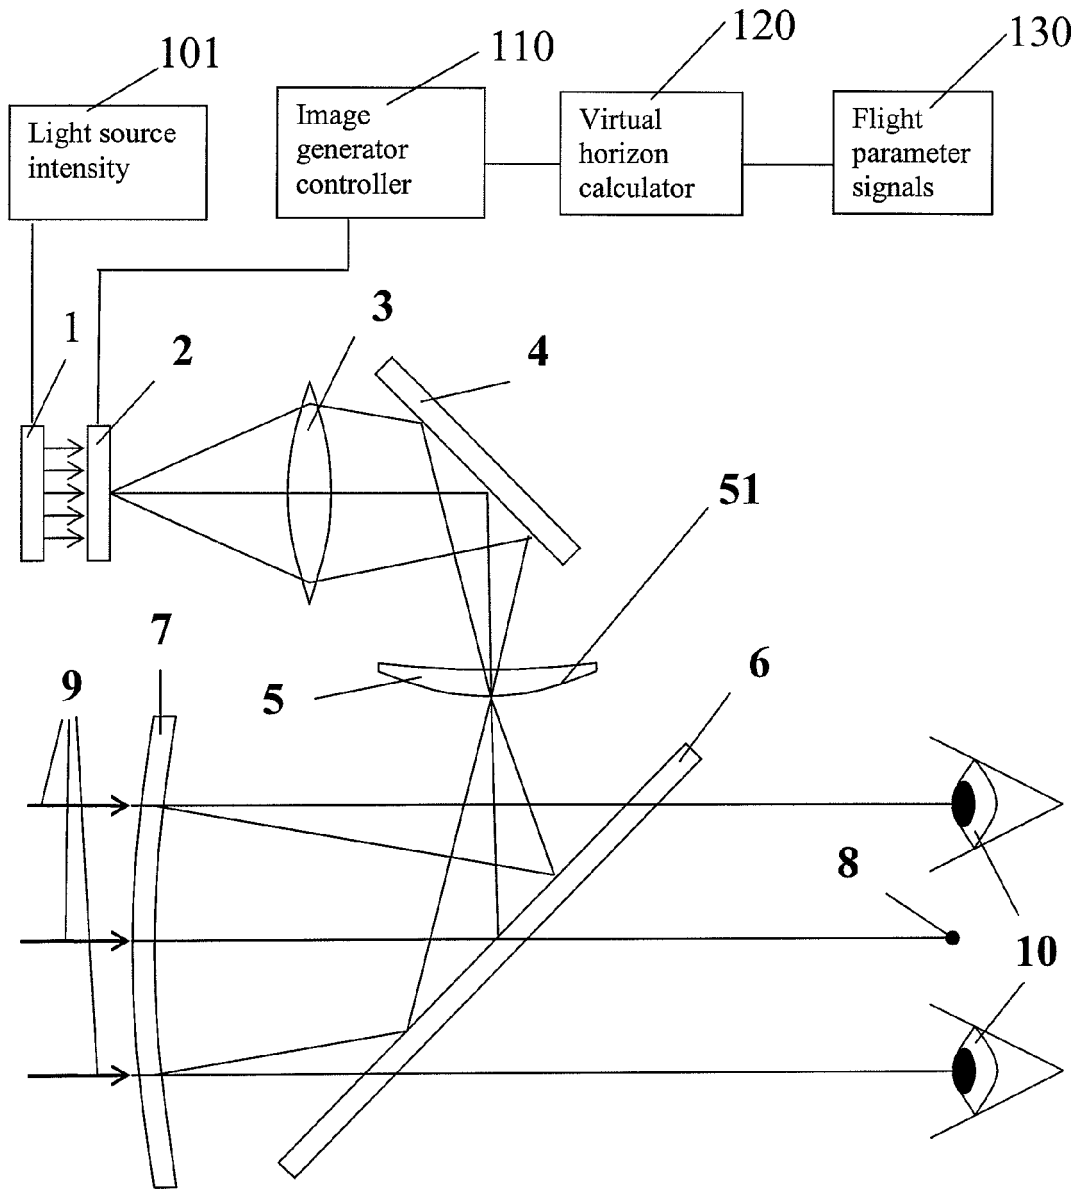 101
110
120
130
Light source
intensity
Image
generator
controller
Virtual
horizon
calculator
Flight
parameter
signals
1
2
3
4
51
7
5
6
9
8
10